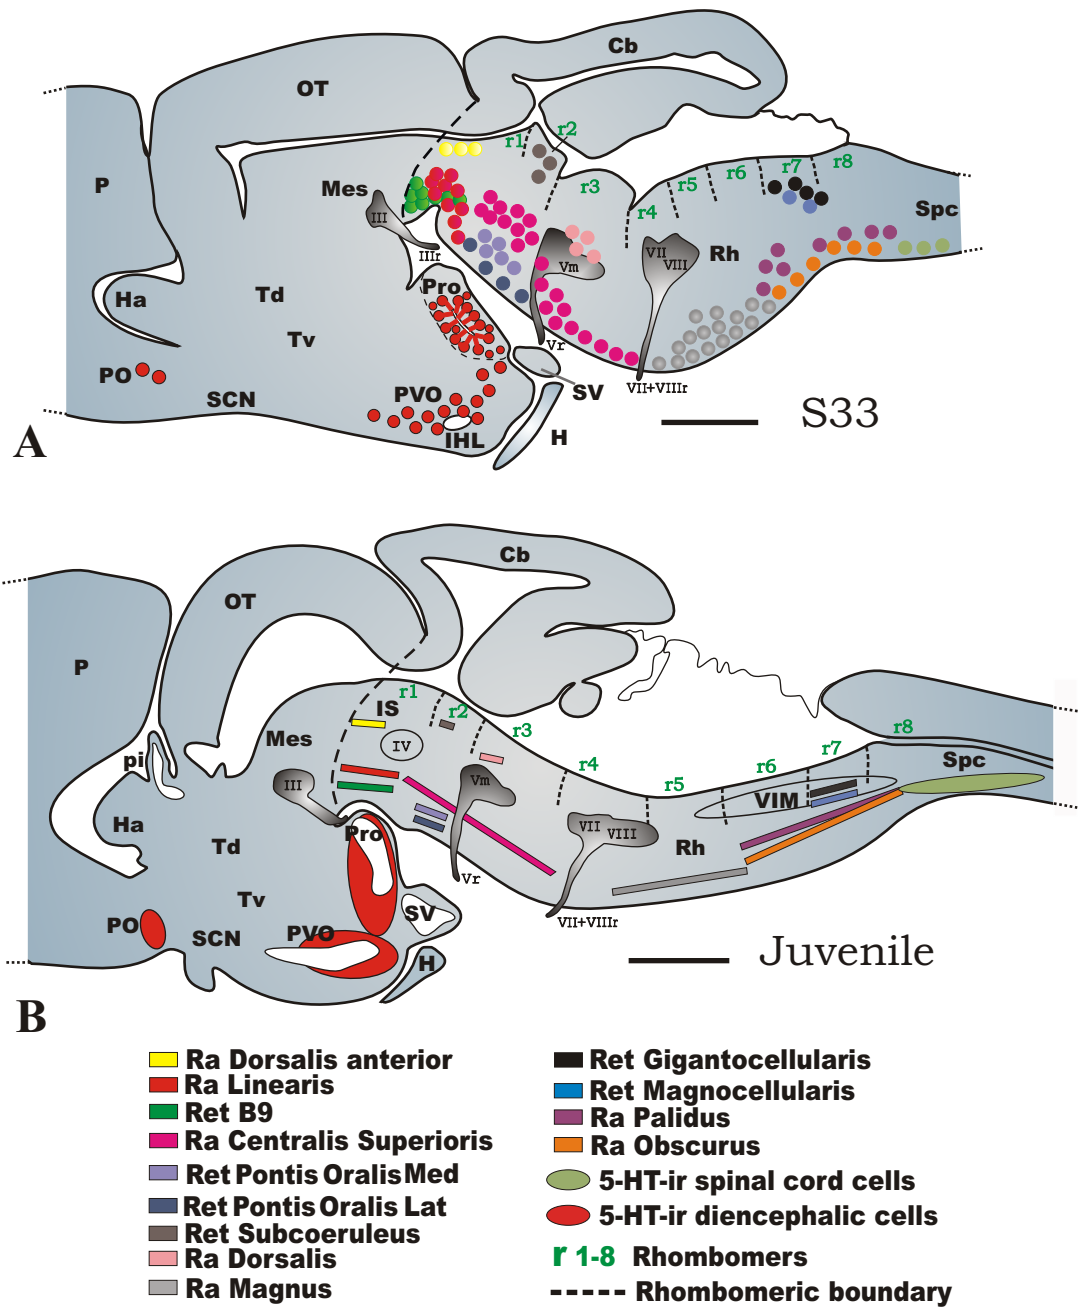 Cb
OT
r1
r2
r3
r4
r5
r6
r7
r8
P
Mes
III
IIIr
Spc
VII
VIII
Rh
Vm
Ha
Td
Pro
Tv
Vr
PO
SCN
PVO
SV
VII+VIIIr
IHL
H
S33
A
Cb
OT
P
r1
r2
r3
r4
r5
r6
r7
r8
IS
IV
Mes
pi
III
Vm
VIM
Spc
Ha
Td
Pro
VII
VIII
Rh
Vr
Tv
PO
SCN
PVO
SV
VII+VIIIr
H
Juvenile
B
Ra Dorsalis anterior
Ra Linearis
Ret B9
Ra Centralis Superioris
Ret Pontis Oralis Med
Ret Pontis Oralis Lat
Ret Subcoeruleus
Ra Dorsalis
Ra Magnus
Ret Gigantocellularis
Ret Magnocellularis
Ra Palidus
Ra Obscurus
5-HT-ir spinal cord cells
5-HT-ir diencephalic cells
r 1-8 Rhombomers
Rhombomeric boundary